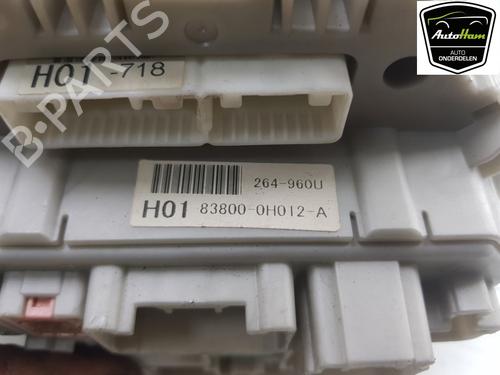 AutoHam
AUTO
ONDERDELEN
H01 -718
B-PARTS
264-960U
H01 83800-0H012-A